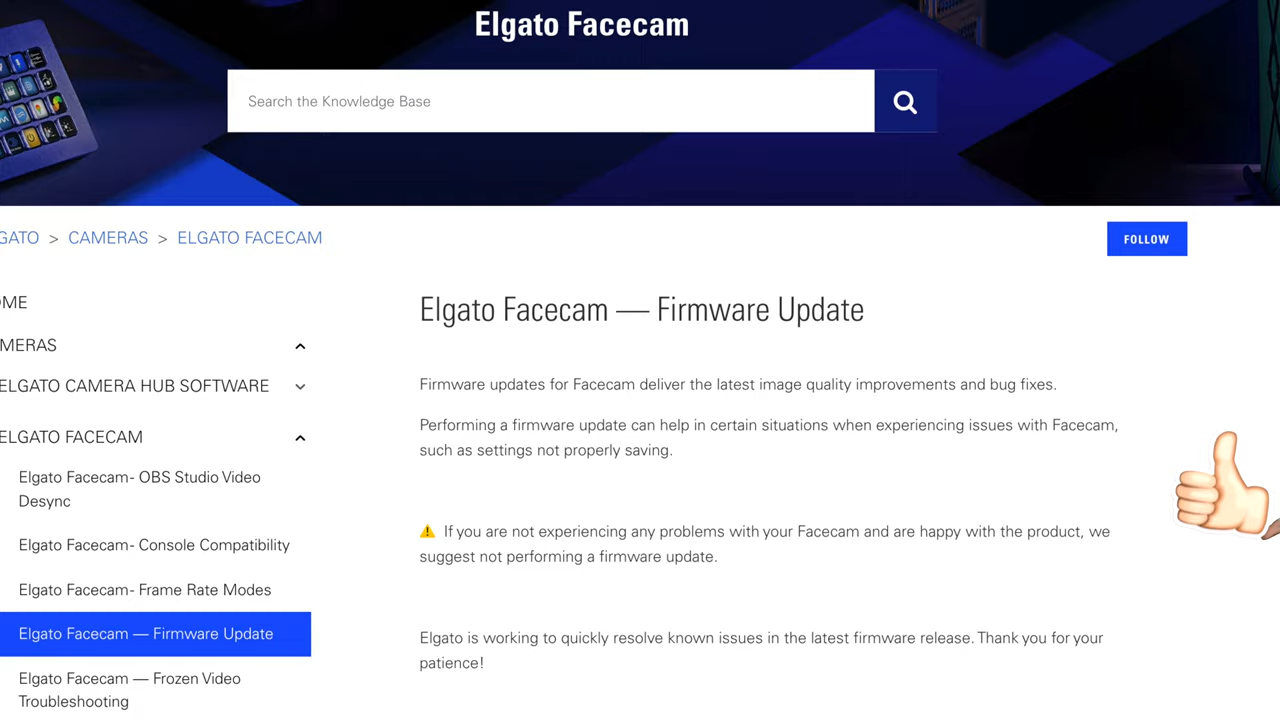 Elgato Facecam
Search the Knowledge Base
GATO > CAMERAS > ELGATO FACECAM
FOLLOW
OME
MERAS
ELGATO CAMERA HUB SOFTWARE
ELGATO FACECAM
Elgato Facecam- OBS Studio Video
Desync
Elgato Facecam- Console Compatibility
Elgato Facecam- Frame Rate Modes
Elgato Facecam — Firmware Update
Elgato Facecam — Frozen Video
Troubleshooting
Elgato Facecam — Firmware Update
Firmware updates for Facecam deliver the latest image quality improvements and bug fixes.
Performing a firmware update can help in certain situations when experiencing issues with Facecam,
such as settings not properly saving.
⚠ If you are not experiencing any problems with your Facecam and are happy with the product, we
suggest not performing a firmware update.
Elgato is working to quickly resolve known issues in the latest firmware release. Thank you for your
patience!